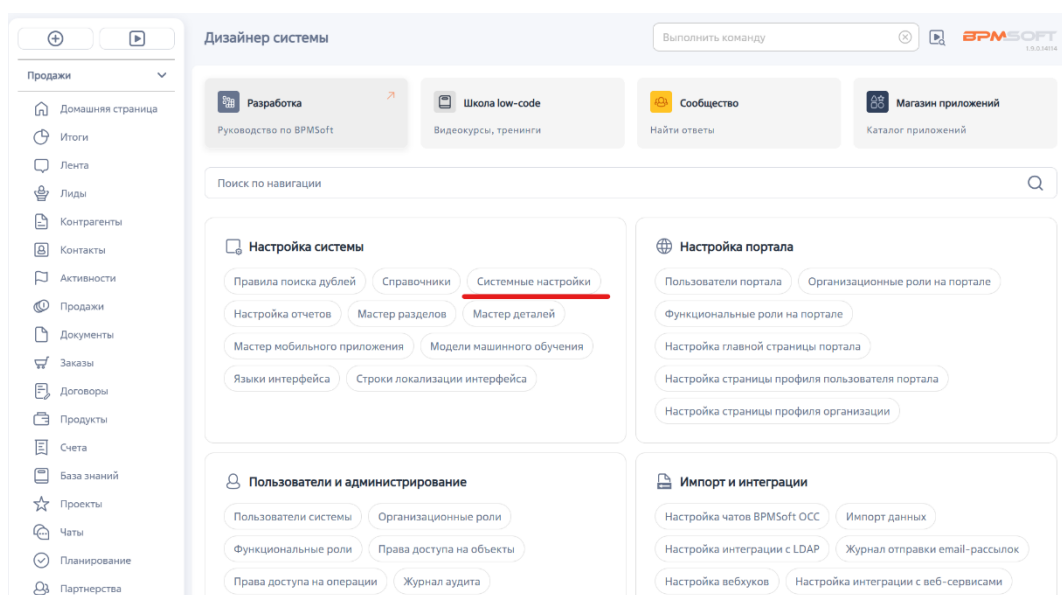 Продажи
Домашняя страница
Итоги
Лента
Лиды
Контрагенты
Контакты
Активности
Продажи
Документы
Заказы
Договоры
Продукты
Счета
База знаний
Проекты
Чаты
Планирование
Партнерства
Дизайнер системы
Выполнить команду
BPMSOFT
1.5.0.14014
Разработка
Руководство по BPMSoft
Школа low-code
Видеокурсы, тренинги
Сообщество
Найти ответы
Магазин приложений
Каталог приложений
Поиск по навигации
Настройка системы
Правила поиска дублей Справочники Системные настройки
Настройка отчетов Мастер разделов Мастер деталей
Мастер мобильного приложения Модели машинного обучения
Языки интерфейса Строки локализации интерфейса
Настройка портала
Пользователи портала Организационные роли на портале
Функциональные роли на портале
Настройка главной страницы портала
Настройка страницы профиля пользователя портала
Настройка страницы профиля организации
Пользователи и администрирование
Пользователи системы Организационные роли
Функциональные роли Права доступа на объекты
Права доступа на операции Журнал аудита
Импорт и интеграции
Настройка чатов BPMSoft OCC Импорт данных
Настройка интеграции с LDAP Журнал отправки email-рассылок
Настройка вебхуков Настройка интеграции с веб-сервисами